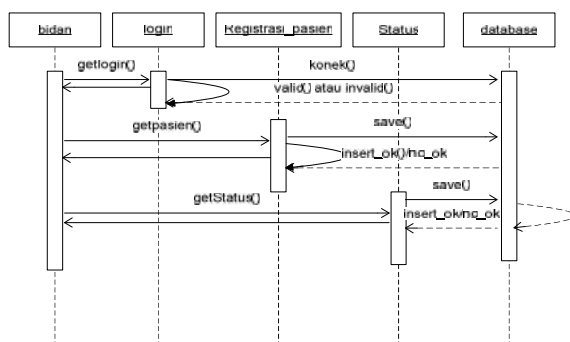 bidan
login
Registrasi_pasien
Status
database
getlogin()
konek()
valid() atau invalid()
getpasien()
save()
insert_ok()/no_ok
save()
getStatus()
insert_ok/no_ok